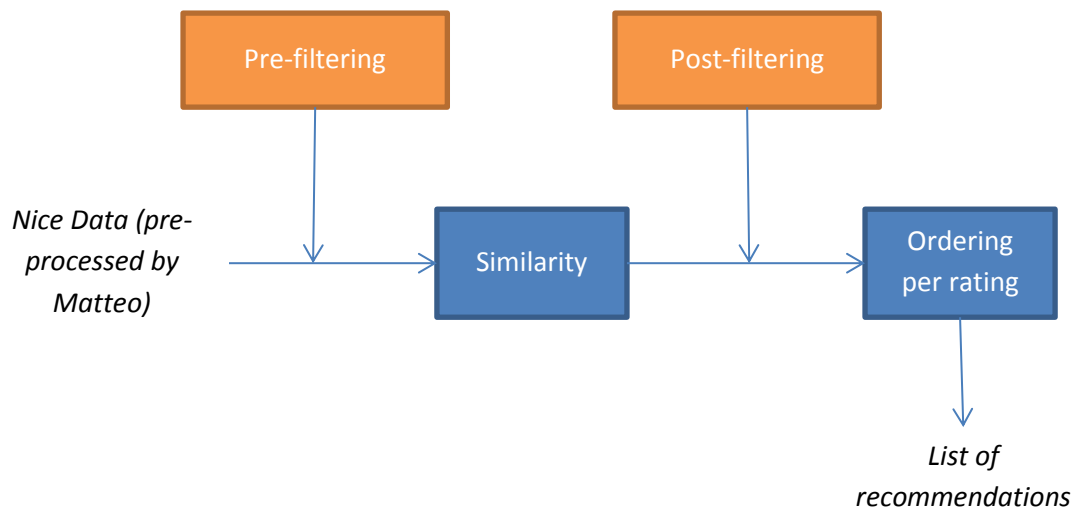 Pre-filtering
Post-filtering
Nice Data (pre-
processed by
Matteo)
Similarity
Ordering
per rating
List of
recommendations